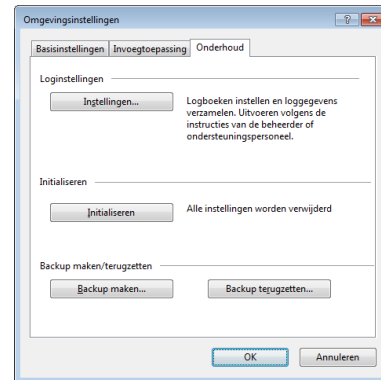 Omgevingsinstellingen
Basisinstellingen Invoegtoepassing Onderhoud
Loginstellingen
Instellingen... Logboeken instellen en loggegevens
verzamelen. Uitvoeren volgens de
instructies van de beheerder of
ondersteuningspersoneel.
Initialiseren
Initialiseren Alle instellingen worden verwijderd
Backup maken/terugzetten
Backup maken... Backup terugzetten...
OK Annuleren